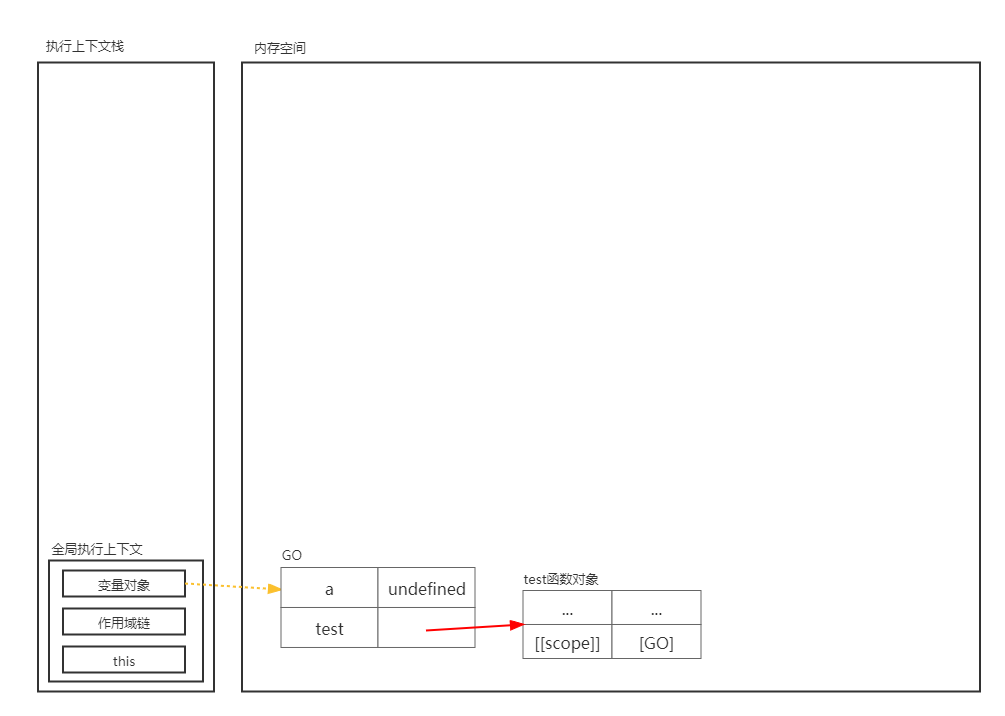 执行上下文栈
内存空间
全局执行上下文
变量对象
作用域链
this
GO
a undefined
test
test函数对象
... ...
[[scope]] [GO]